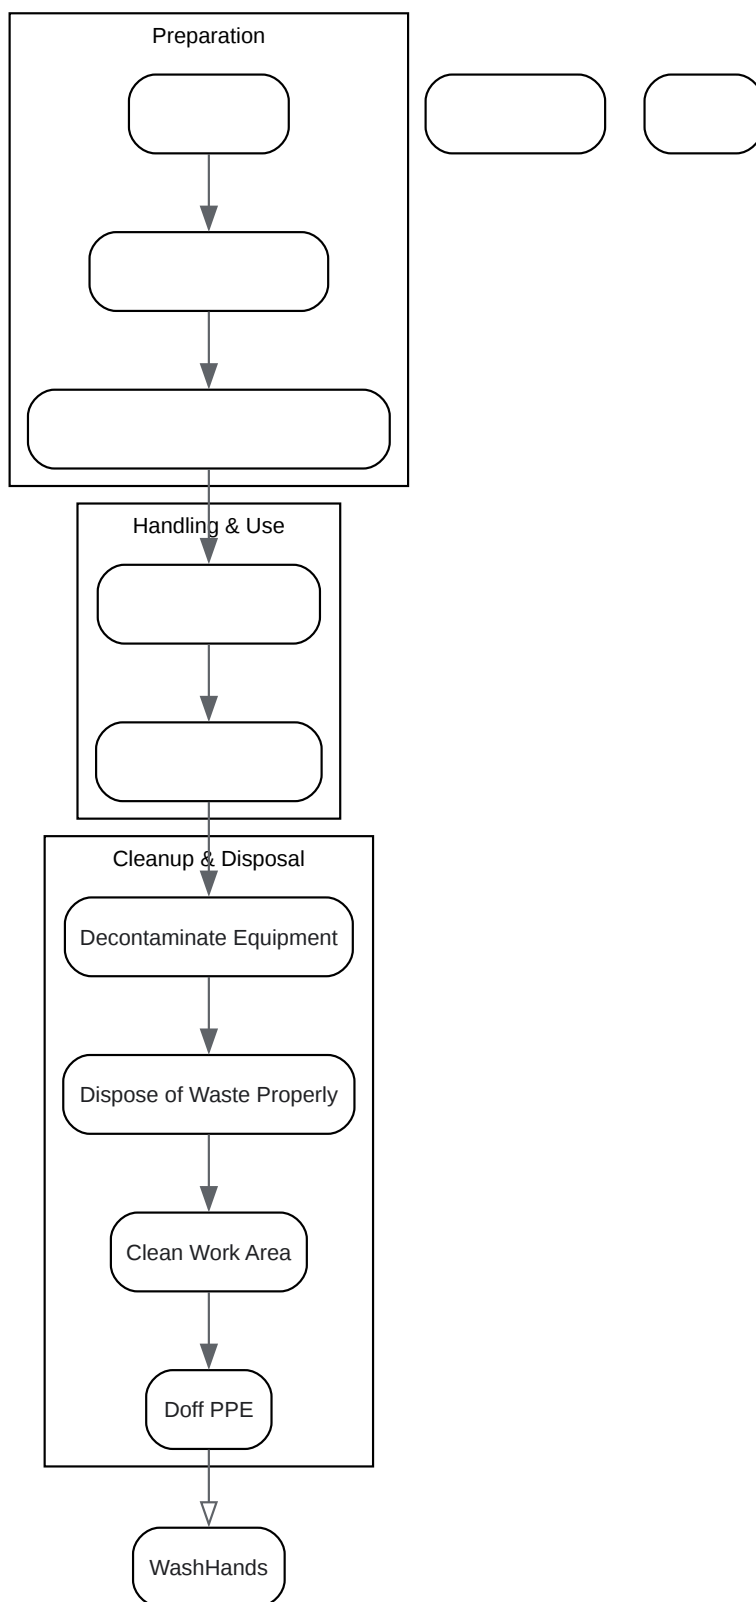 Preparation
Handling & Use
Cleanup & Disposal
Decontaminate Equipment
Dispose of Waste Properly
Clean Work Area
Doff PPE
WashHands